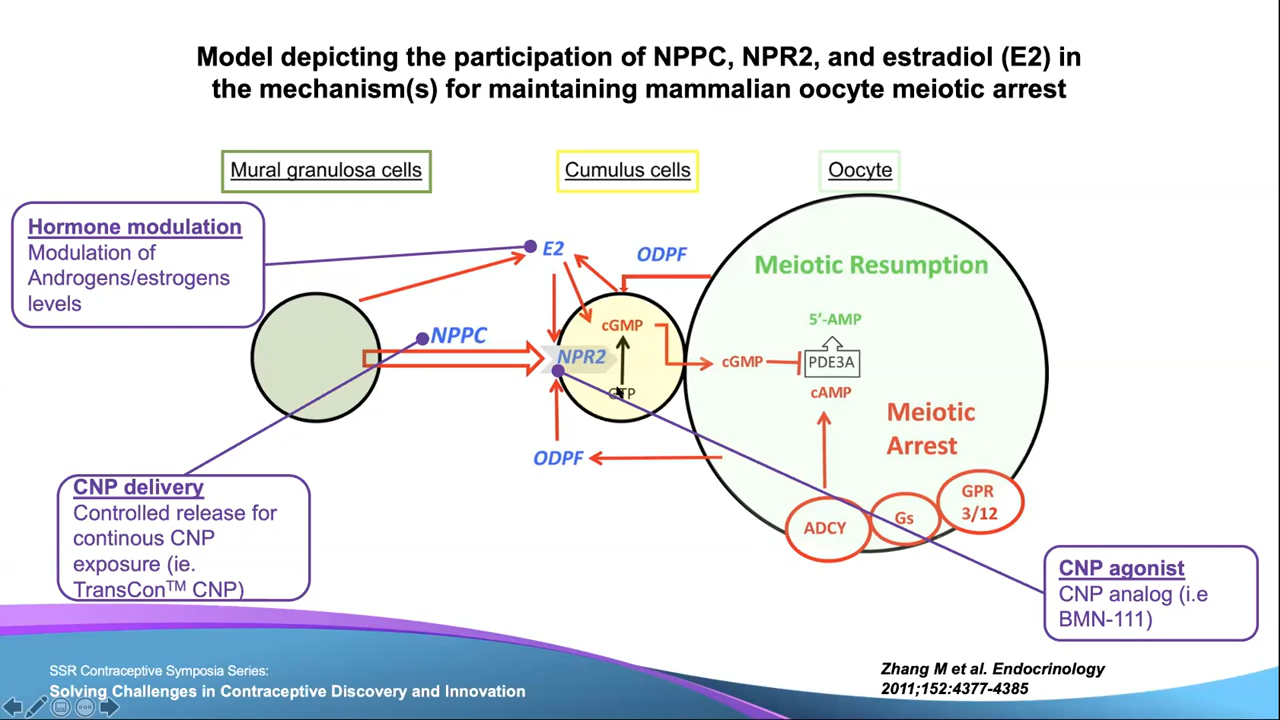 Model depicting the participation of NPPC, NPR2, and estradiol (E2) in
the mechanism(s) for maintaining mammalian oocyte meiotic arrest
Mural granulosa cells
Cumulus cells
Oocyte
Hormone modulation
Modulation of
Androgens/estrogens
levels
E2
ODPF
Meiotic Resumption
NPPC
cGMP
NPR2
GTP
cGMP
5′-AMP
PDE3A
cAMP
Meiotic
Arrest
ODPF
ADCY
Gs
GPR
3/12
CNP delivery
Controlled release for
continous CNP
exposure (ie.
TransCon™ CNP)
CNP agonist
CNP analog (i.e
BMN-111)
SSR Contraceptive Symposia Series:
Solving Challenges in Contraceptive Discovery and Innovation
Zhang M et al. Endocrinology
2011;152:4377-4385